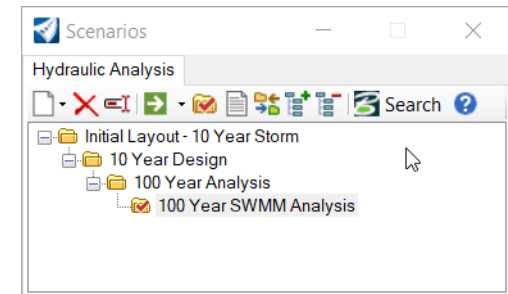 Scenarios
Hydraulic Analysis
Search
Initial Layout - 10 Year Storm
10 Year Design
100 Year Analysis
100 Year SWMM Analysis